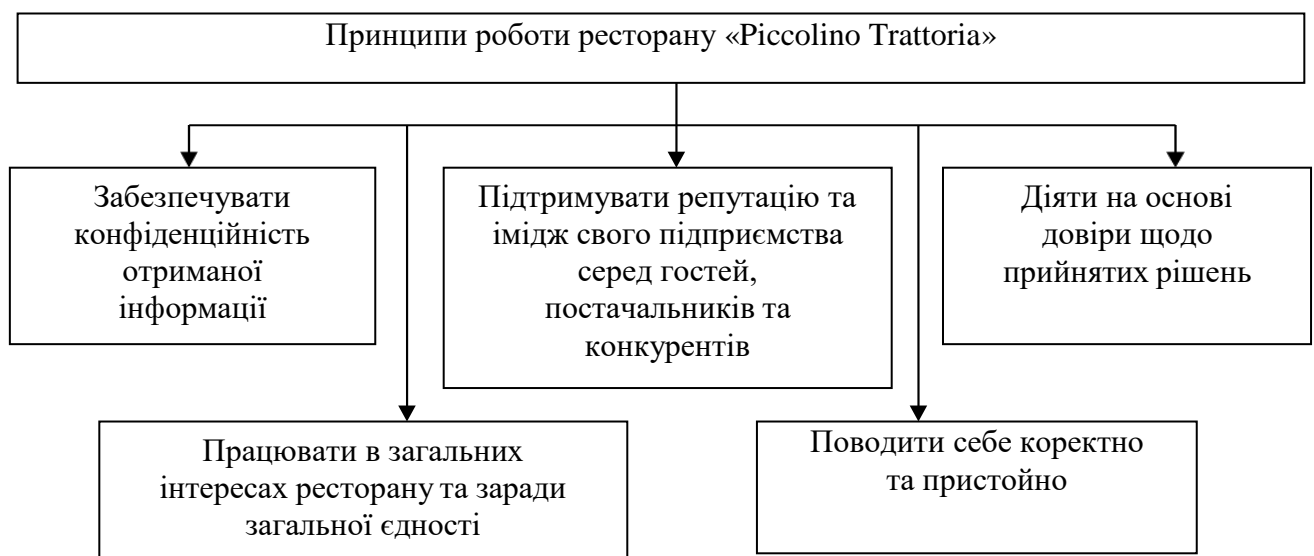 Принципи роботи ресторану «Piccolino Trattoria»
Забезпечувати
конфіденційність
отриманої
інформації
Підтримувати репутацію та
імідж свого підприємства
серед гостей,
постачальників та
конкурентів
Діяти на основі
довіри щодо
прийнятих рішень
Працювати в загальних
інтересах ресторану та заради
загальної єдності
Поводити себе коректно
та пристойно